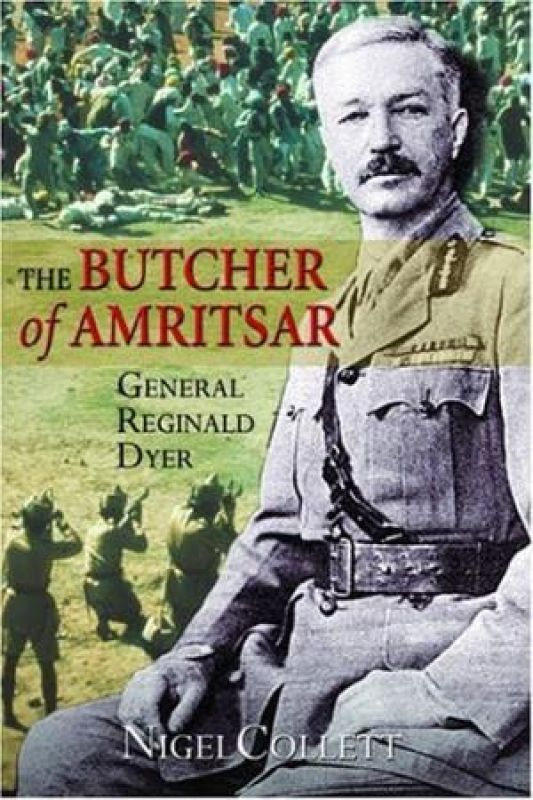 THE BUTCHER
of AMRITSAR
GENERAL
REGINALD
DYER
NIGEL COLLETT